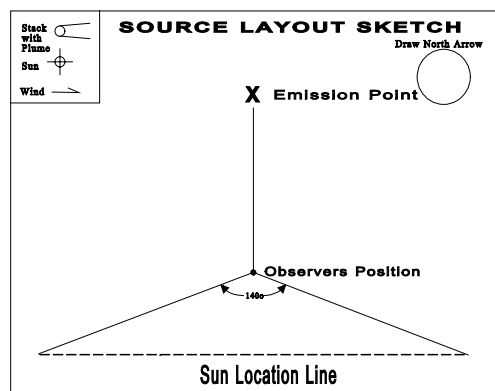 SOURCE LAYOUT SKETCH
Stack
with
Plume
Sun
Wind
Draw North Arrow
X Emission Point
Observers Position
140o
Sun Location Line